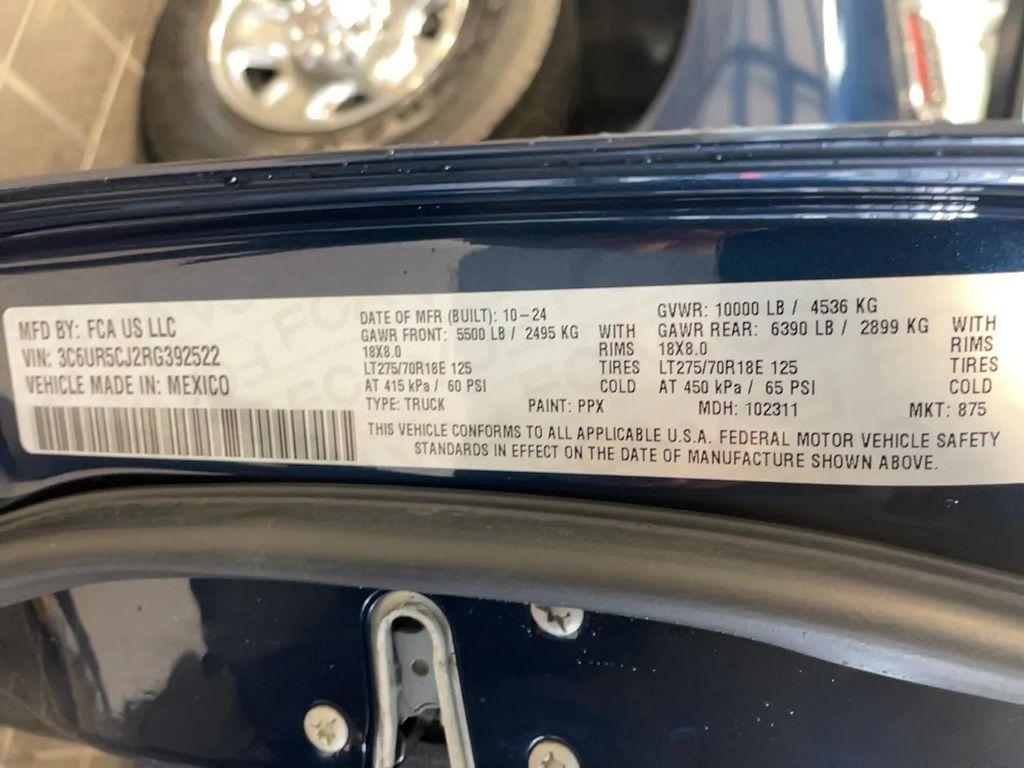 MFD BY: FCA US LLC
VIN: 3C6UR5CJ2RG392522
VEHICLE MADE IN: MEXICO
DATE OF MFR (BUILT): 10-24
GAWR FRONT: 5500 LB / 2495 KG WITH
18X8.0 RIMS
LT275/70R18E 125 TIRES
AT 415 kPa / 60 PSI COLD
GVWR: 10000 LB / 4536 KG
GAWR REAR: 6390 LB / 2899 KG WITH
18X8.0 RIMS
LT275/70R18E 125 TIRES
AT 450 kPa / 65 PSI COLD
TYPE: TRUCK PAINT: PPX MDH: 102311 MKT: 875
THIS VEHICLE CONFORMS TO ALL APPLICABLE U.S.A. FEDERAL MOTOR VEHICLE SAFETY
STANDARDS IN EFFECT ON THE DATE OF MANUFACTURE SHOWN ABOVE.